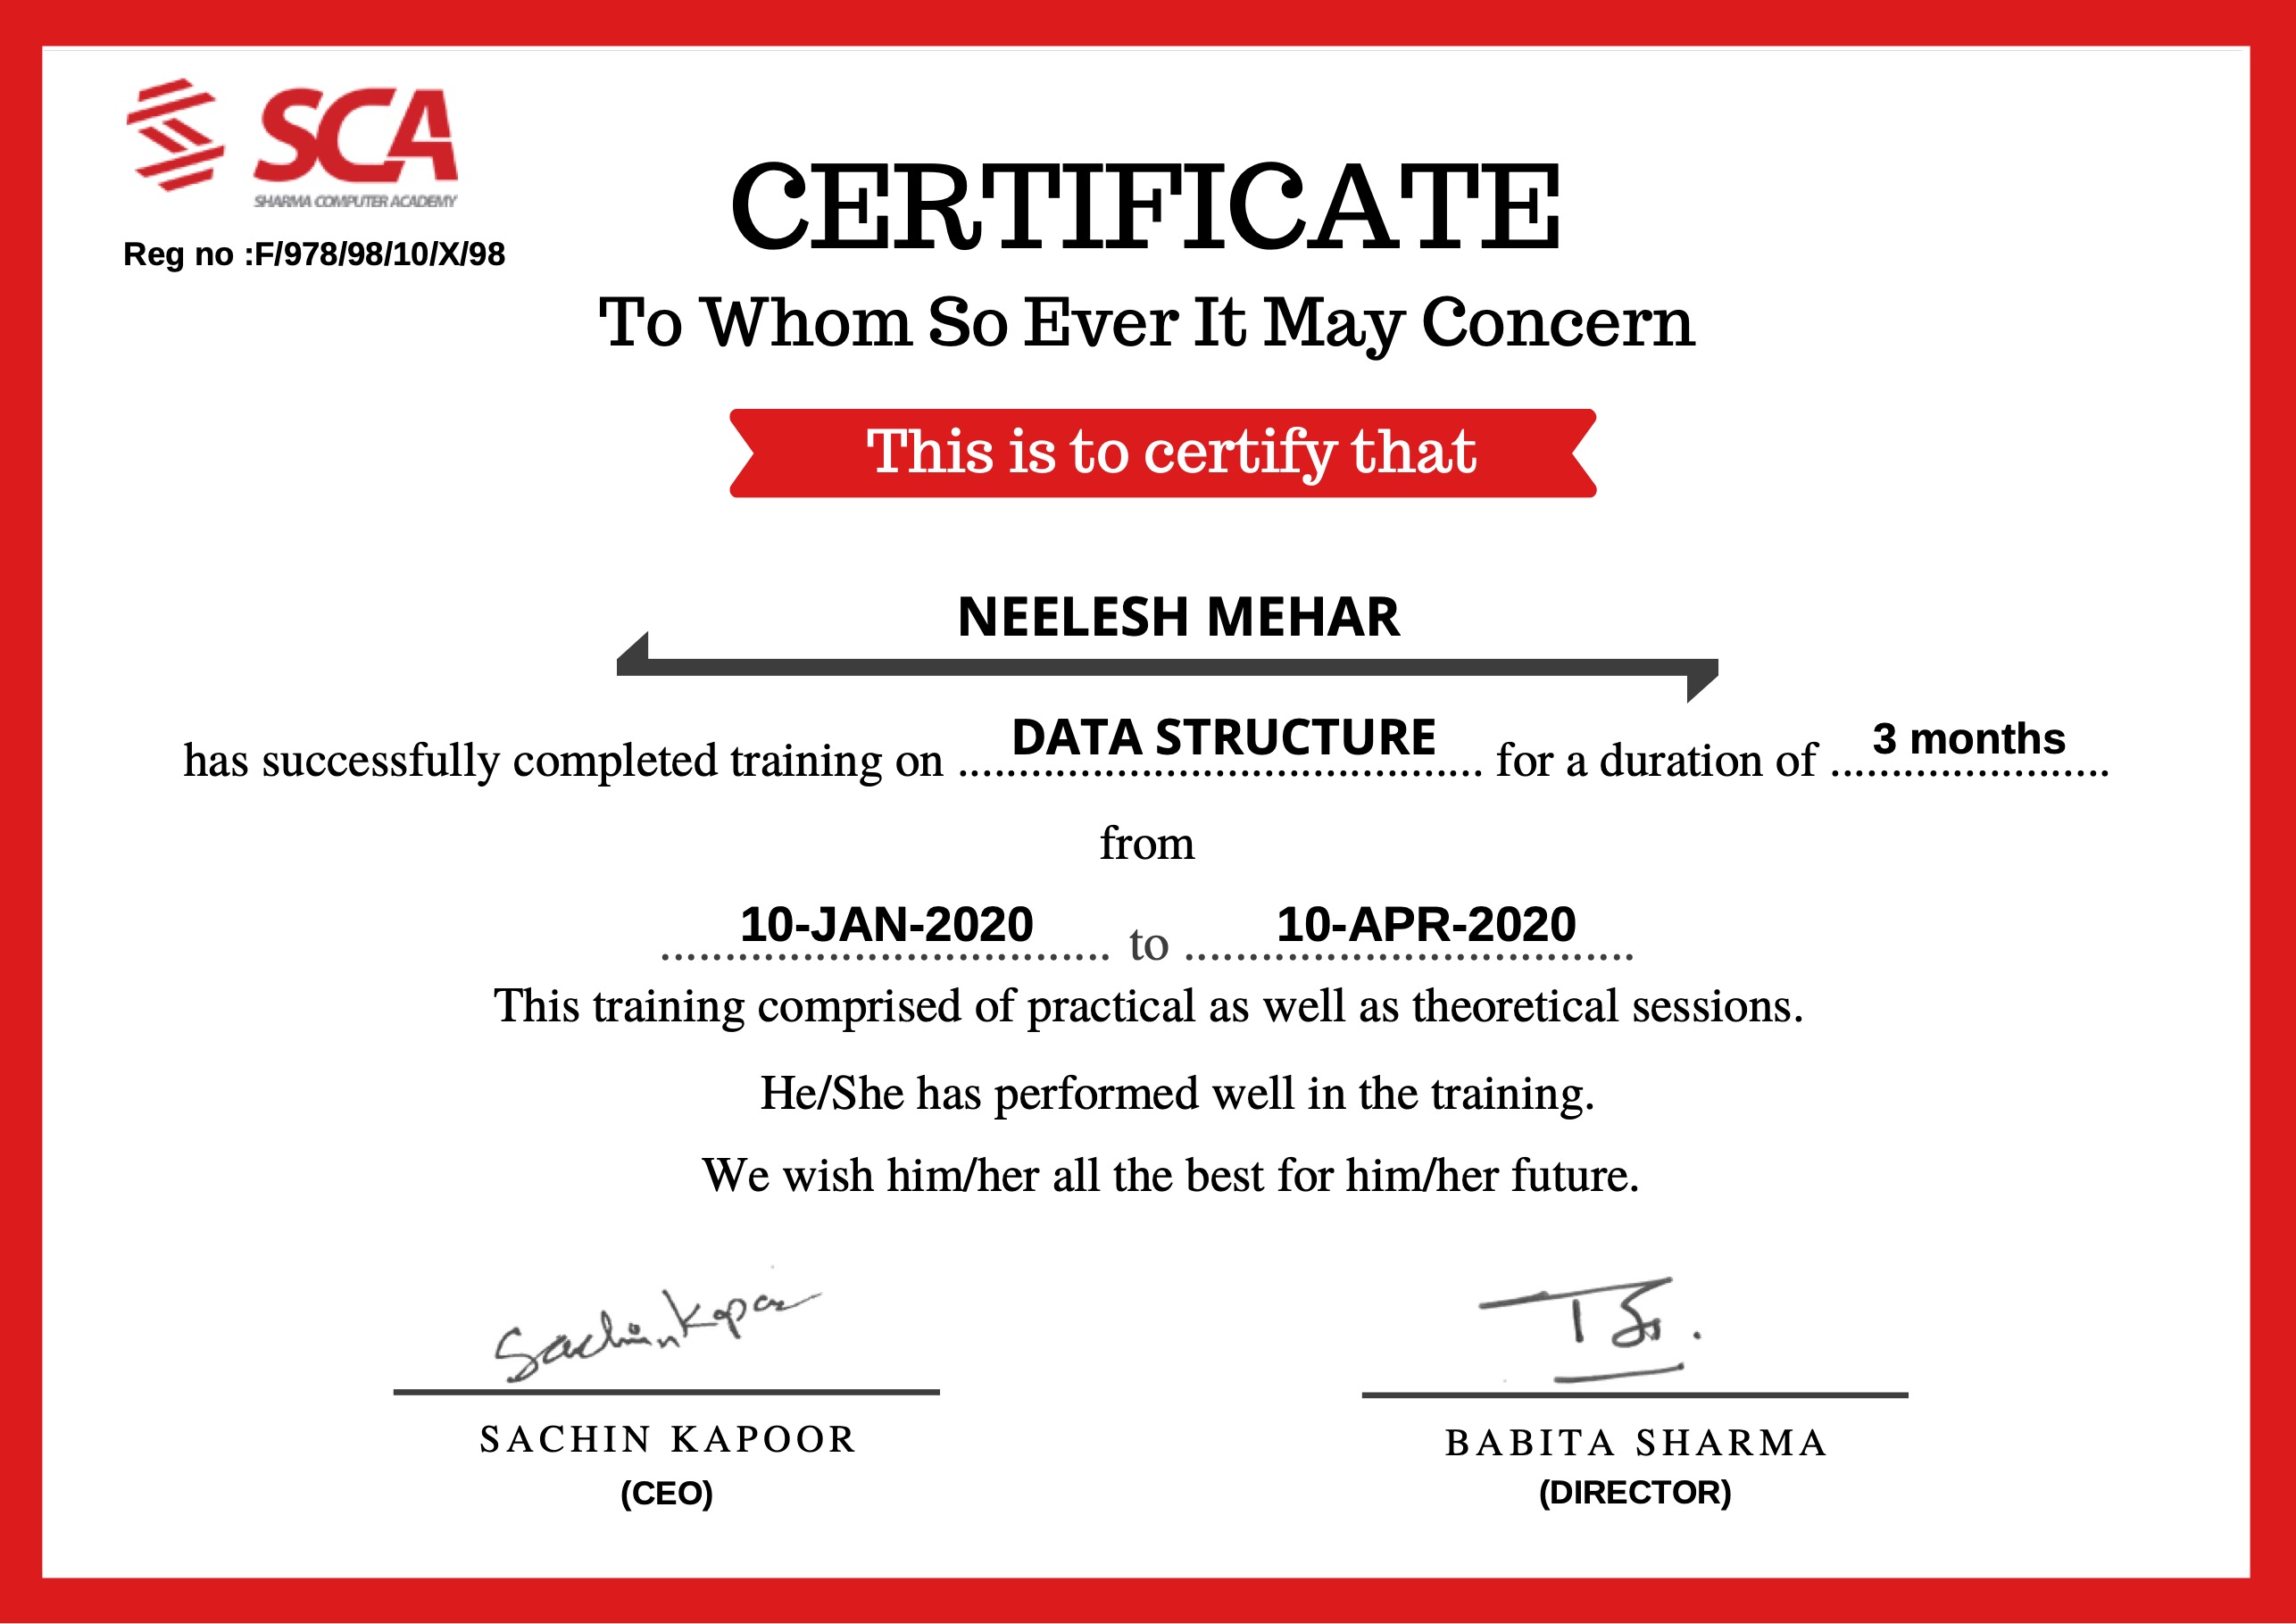 SCA
SHARMA COMPUTER ACADEMY
Reg no :F/978/98/10/X/98
CERTIFICATE
To Whom So Ever It May Concern
This is to certify that
NEELESH MEHAR
has successfully completed training on DATA STRUCTURE for a duration of 3 months
from
10-JAN-2020 to 10-APR-2020
This training comprised of practical as well as theoretical sessions.
He/She has performed well in the training.
We wish him/her all the best for him/her future.
Sachin Kapoor
SACHIN KAPOOR
(CEO)
BABITA SHARMA
(DIRECTOR)